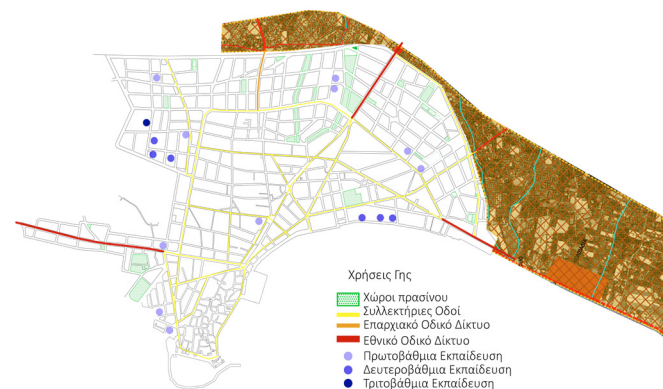 Χρήσεις Γης
Χώροι πρασίνου
Συλλεκτήριες Οδοί
Επαρχιακό Οδικό Δίκτυο
Εθνικό Οδικό Δίκτυο
Πρωτοβάθμια Εκπαίδευση
Δευτεροβάθμια Εκπαίδευση
Τριτοβάθμια Εκπαίδευση